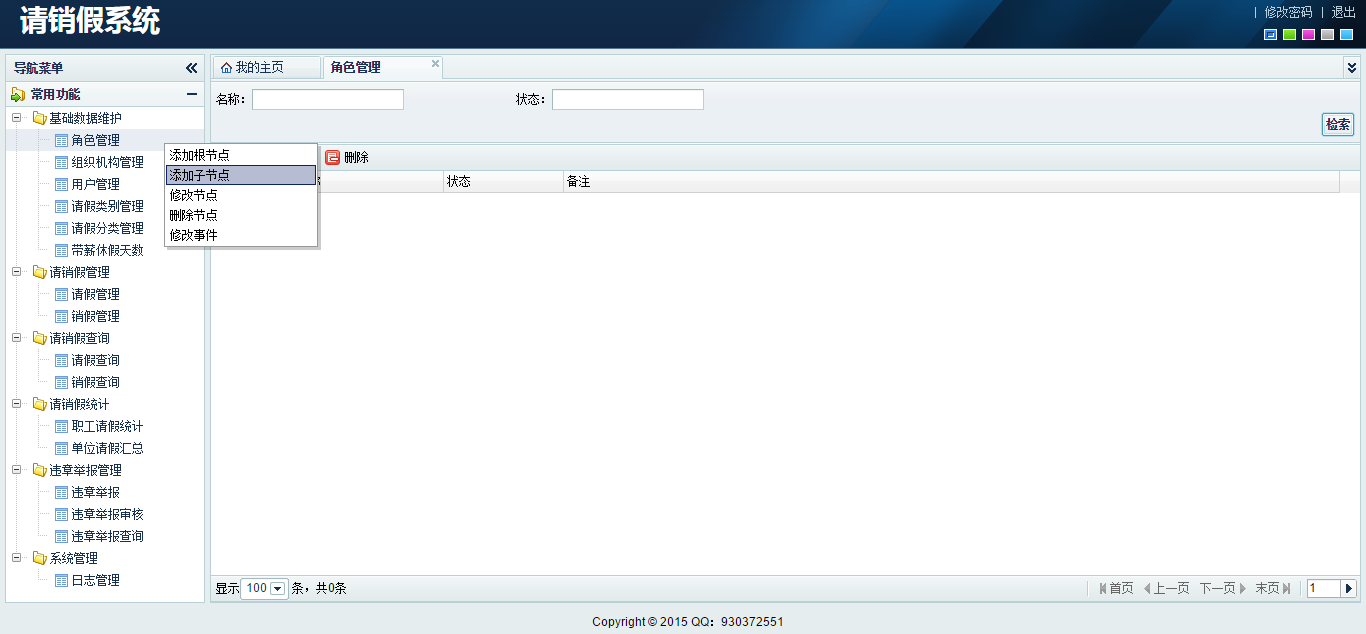 请销假系统
| 修改密码 | 退出
导航菜单
我的主页
角色管理
常用功能
名称：
状态：
检索
基础数据维护
角色管理
组织机构管理
用户管理
请假类别管理
请假分类管理
带薪休假天数
请销假管理
请假管理
销假管理
请销假查询
请假查询
销假查询
请销假统计
职工请假统计
单位请假汇总
违章举报管理
违章举报
违章举报审核
违章举报查询
系统管理
日志管理
添加根节点
添加子节点
修改节点
删除节点
修改事件
删除
状态
备注
显示 100 条，共0条
首页 上一页 下一页 末页 1
Copyright © 2015 QQ：930372551